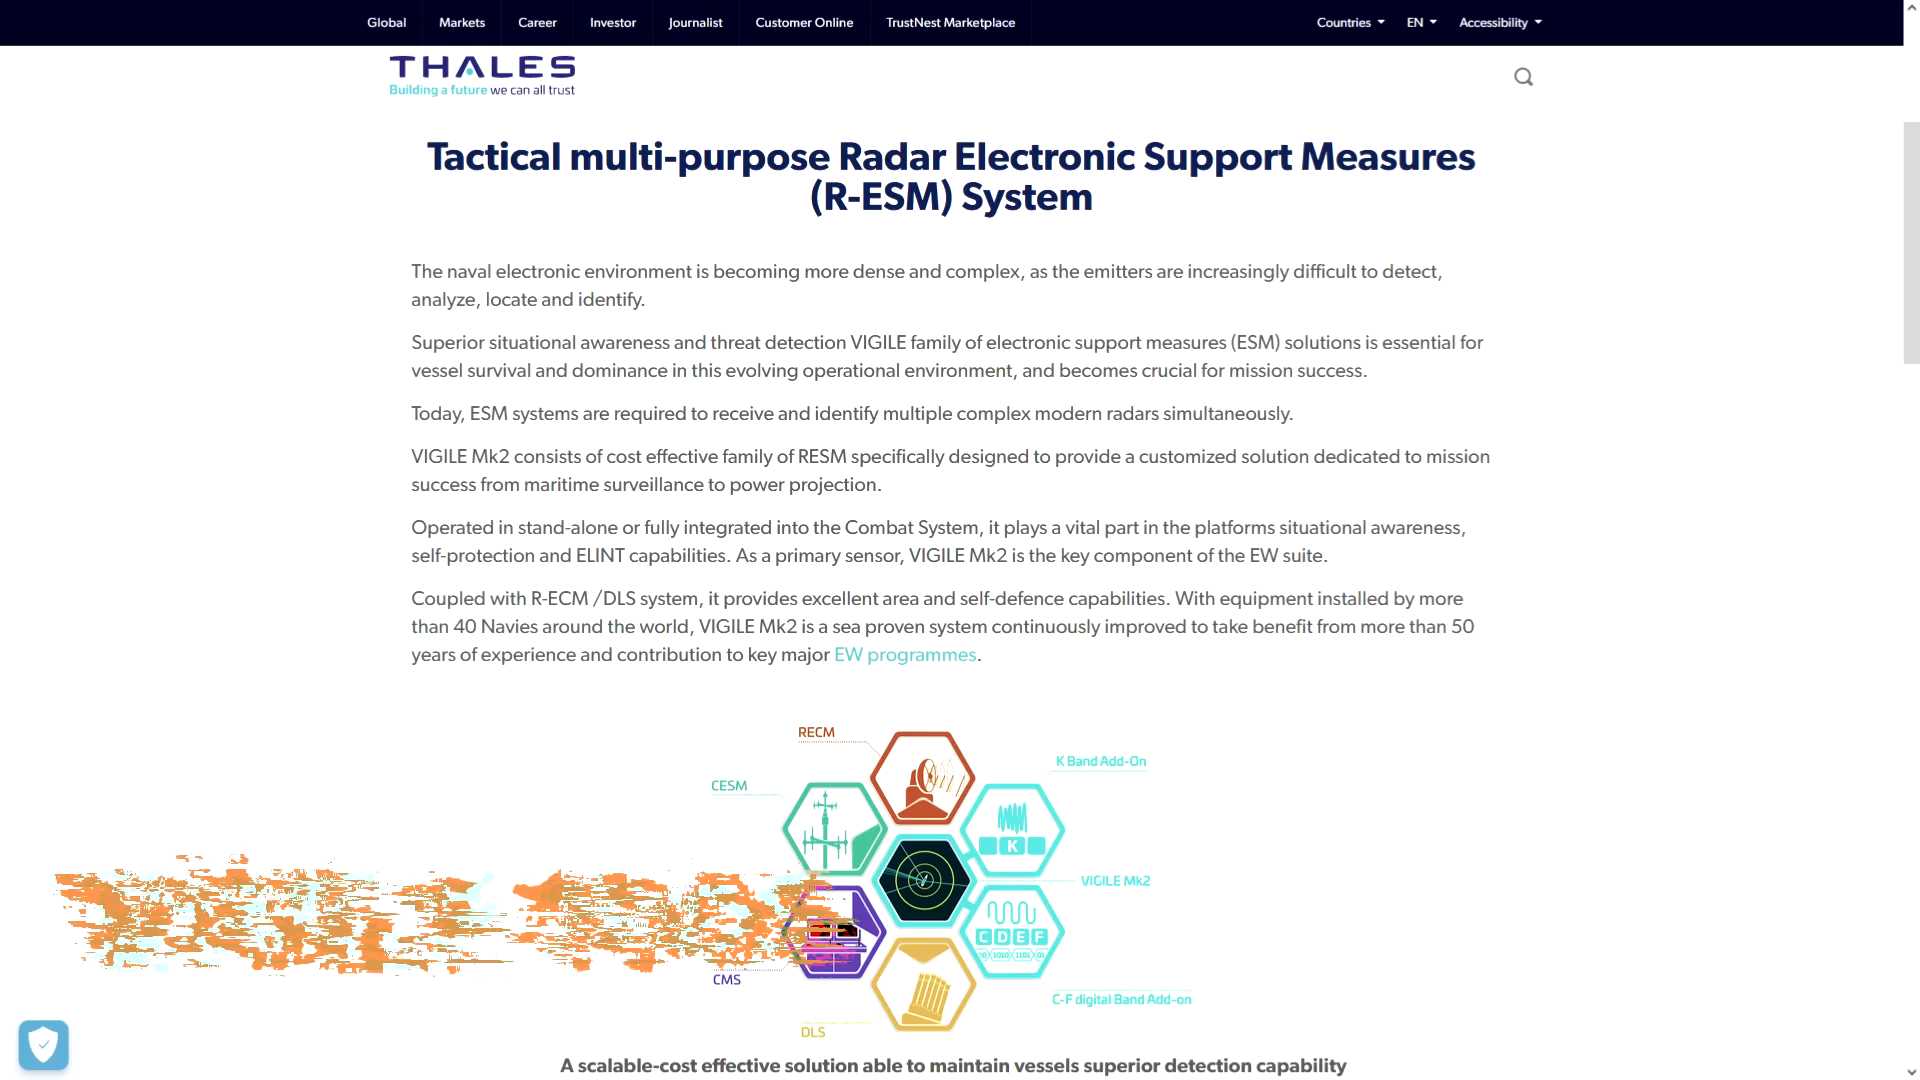 Global Markets Career Investor Journalist Customer Online TrustNest Marketplace Countries EN Accessibility
THALES
Building a future we can all trust
Tactical multi-purpose Radar Electronic Support Measures
(R-ESM) System
The naval electronic environment is becoming more dense and complex, as the emitters are increasingly difficult to detect,
analyze, locate and identify.
Superior situational awareness and threat detection VIGILE family of electronic support measures (ESM) solutions is essential for
vessel survival and dominance in this evolving operational environment, and becomes crucial for mission success.
Today, ESM systems are required to receive and identify multiple complex modern radars simultaneously.
VIGILE Mk2 consists of cost effective family of RESM specifically designed to provide a customized solution dedicated to mission
success from maritime surveillance to power projection.
Operated in stand-alone or fully integrated into the Combat System, it plays a vital part in the platforms situational awareness,
self-protection and ELINT capabilities. As a primary sensor, VIGILE Mk2 is the key component of the EW suite.
Coupled with R-ECM /DLS system, it provides excellent area and self-defence capabilities. With equipment installed by more
than 40 Navies around the world, VIGILE Mk2 is a sea proven system continuously improved to take benefit from more than 50
years of experience and contribution to key major EW programmes.
RECM
K Band Add-On
CESM
K
VIGILE Mk2
C D E F
1010 1101 01
CMS
C-F digital Band Add-on
DLS
A scalable-cost effective solution able to maintain vessels superior detection capability